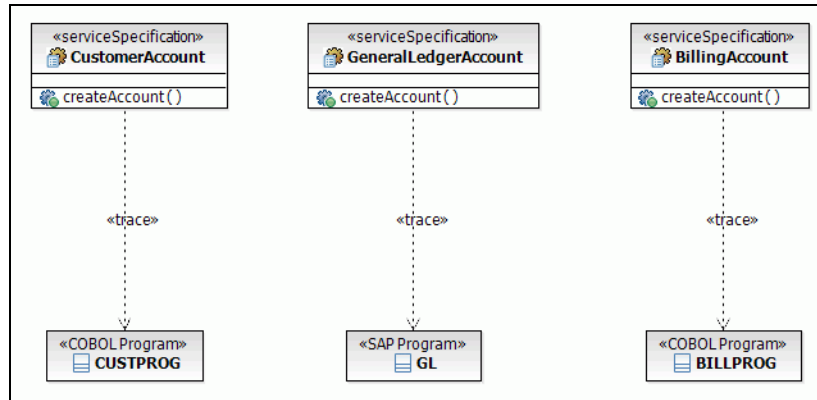 «serviceSpecification»
CustomerAccount
createAccount ( )
«serviceSpecification»
GeneralLedgerAccount
createAccount ( )
«serviceSpecification»
BillingAccount
createAccount ( )
«trace»
«trace»
«trace»
«COBOL Program»
CUSTPROG
«SAP Program»
GL
«COBOL Program»
BILLPROG